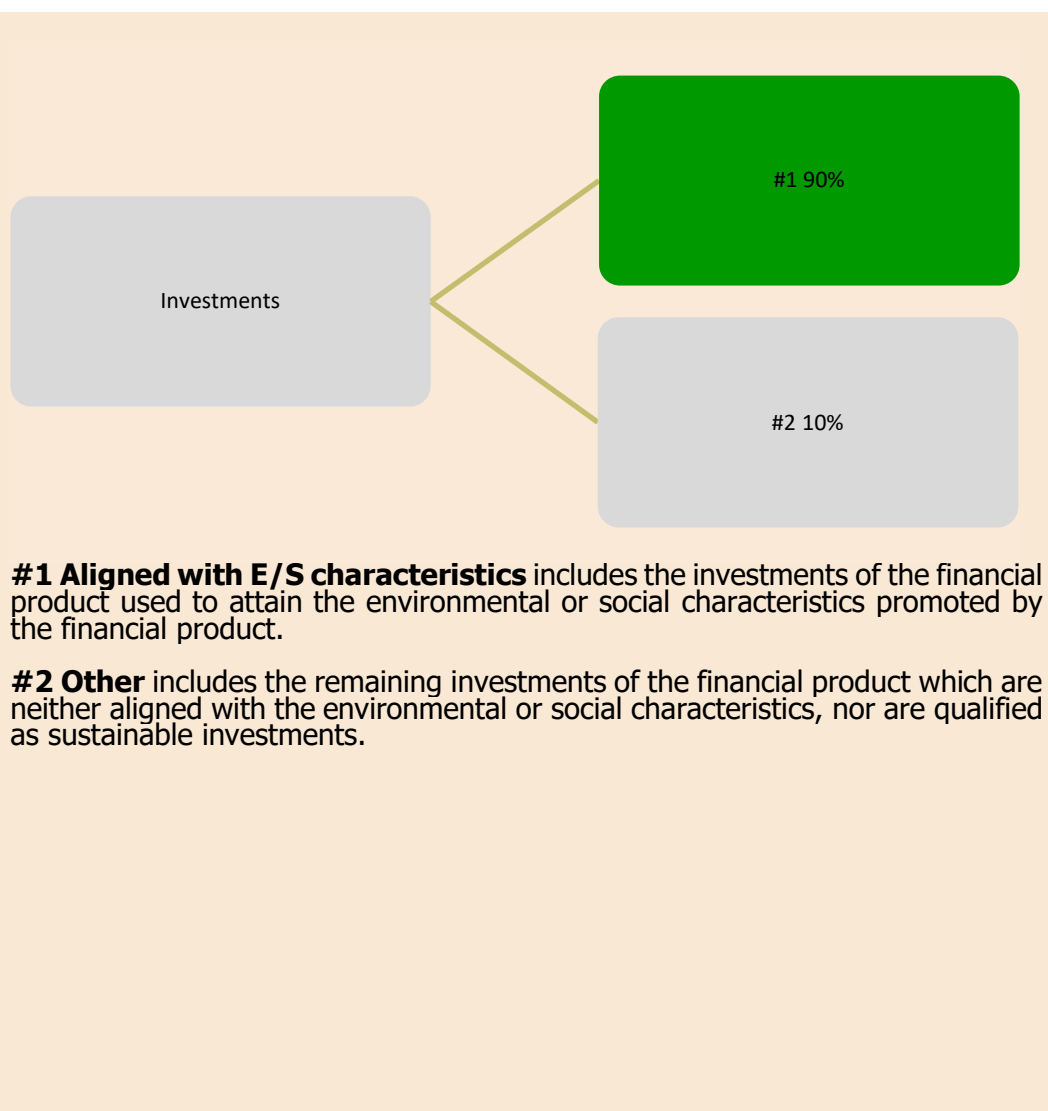 #1 90%
Investments
#2 10%
#1 Aligned with E/S characteristics includes the investments of the financial
product used to attain the environmental or social characteristics promoted by
the financial product.
#2 Other includes the remaining investments of the financial product which are
neither aligned with the environmental or social characteristics, nor are qualified
as sustainable investments.